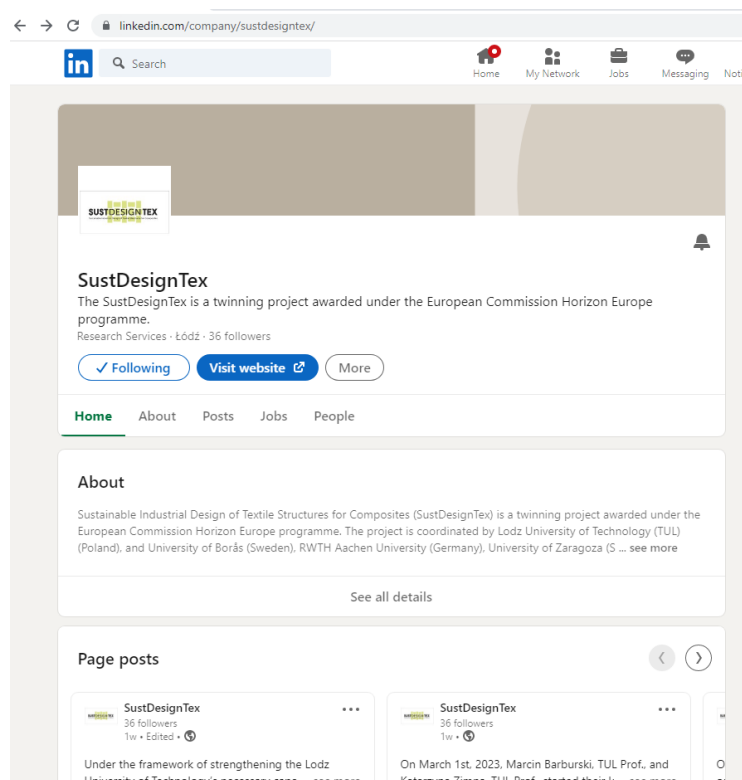 linkedin.com/company/sustdesigntex/
in
Search
Home
My Network
Jobs
Messaging
Noti
SUSTDESIGNTEX
SustDesignTex
The SustDesignTex is a twinning project awarded under the European Commission Horizon Europe
programme.
Research Services · Łódź · 36 followers
Following
Visit website
More
Home
About
Posts
Jobs
People
About
Sustainable Industrial Design of Textile Structures for Composites (SustDesignTex) is a twinning project awarded under the
European Commission Horizon Europe programme. The project is coordinated by Lodz University of Technology (TUL)
(Poland), and University of Borås (Sweden), RWTH Aachen University (Germany), University of Zaragoza (S ... see more
See all details
Page posts
SustDesignTex
36 followers
1w • Edited •
Under the framework of strengthening the Lodz
SustDesignTex
36 followers
1w •
On March 1st, 2023, Marcin Barburski, TUL Prof., and